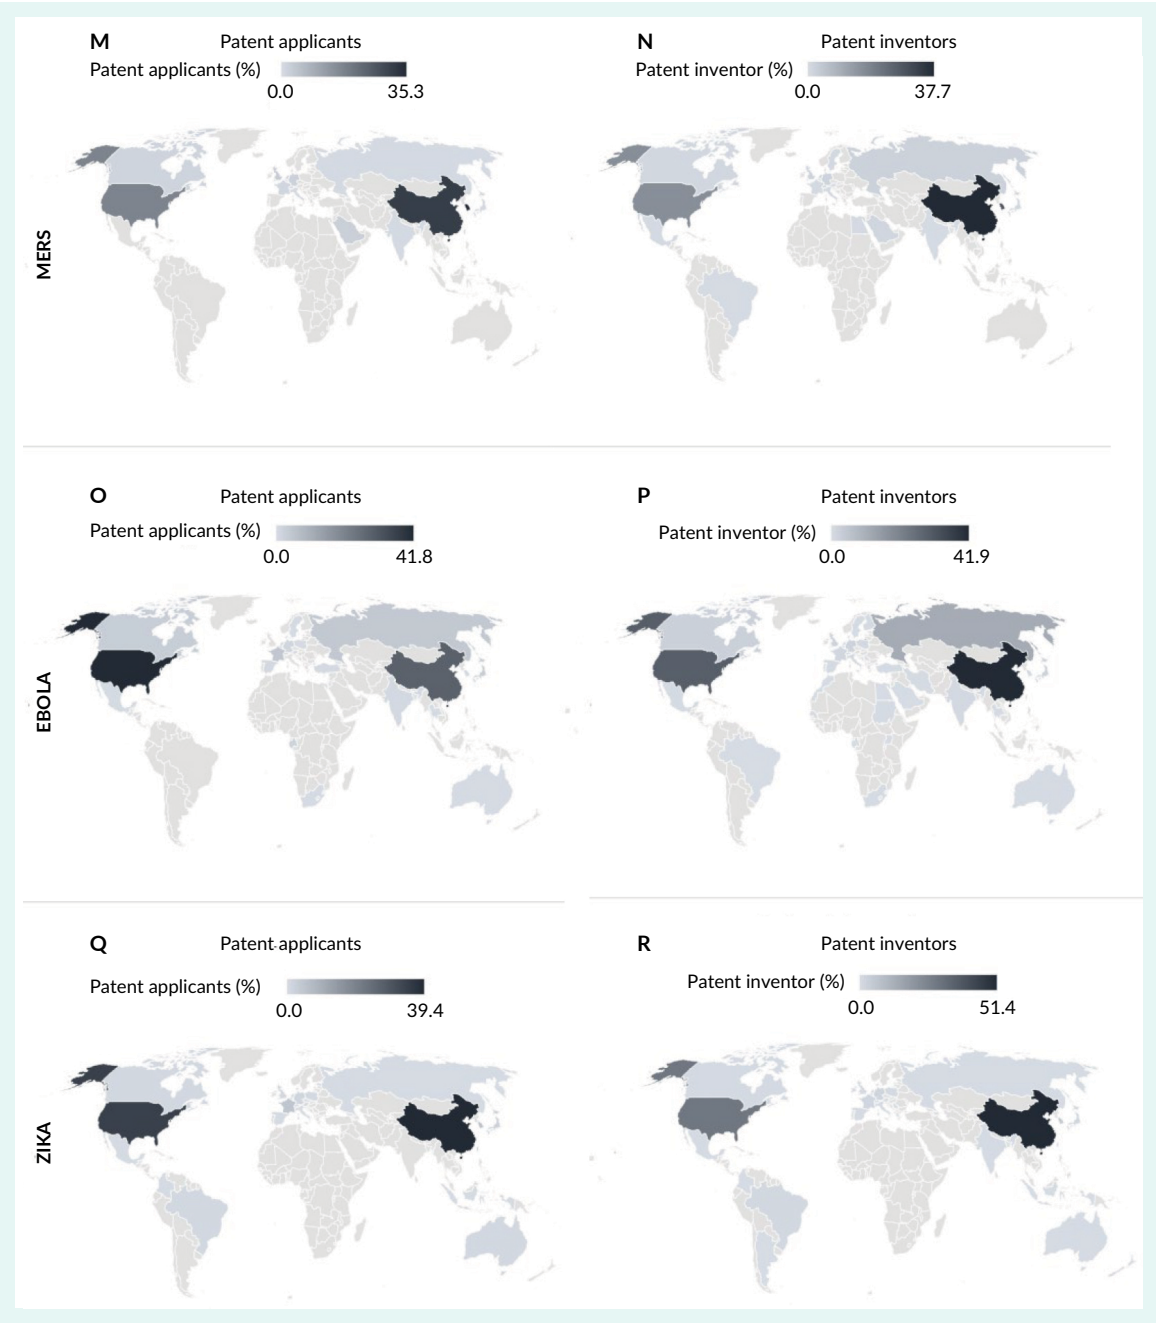 M Patent applicants
Patent applicants (%)
0.0 35.3
N Patent inventors
Patent inventor (%)
0.0 37.7
MERS
O Patent applicants
Patent applicants (%)
0.0 41.8
P Patent inventors
Patent inventor (%)
0.0 41.9
EBOLA
Q Patent applicants
Patent applicants (%)
0.0 39.4
R Patent inventors
Patent inventor (%)
0.0 51.4
ZIKA